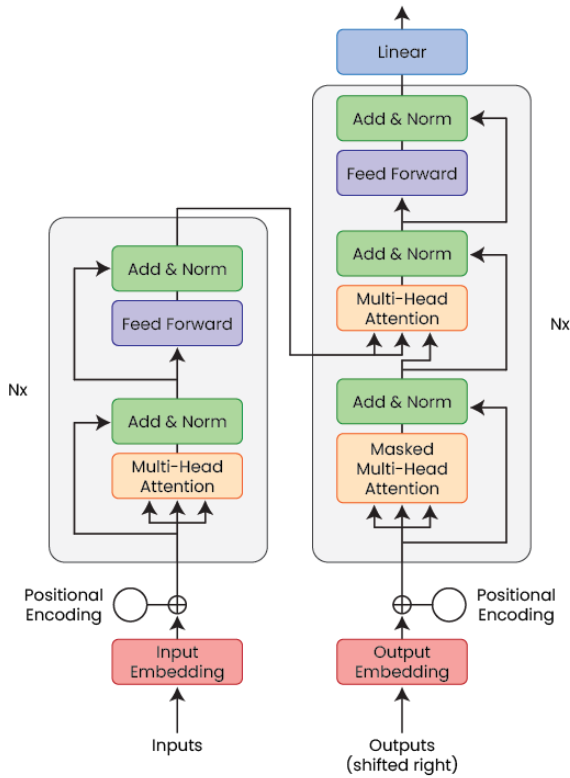 Linear
Add & Norm
Feed Forward
Add & Norm
Multi-Head
Attention
Nx
Add & Norm
Masked
Multi-Head
Attention
Positional
Encoding
Output
Embedding
Outputs
(shifted right)
Add & Norm
Feed Forward
Nx
Add & Norm
Multi-Head
Attention
Positional
Encoding
Input
Embedding
Inputs